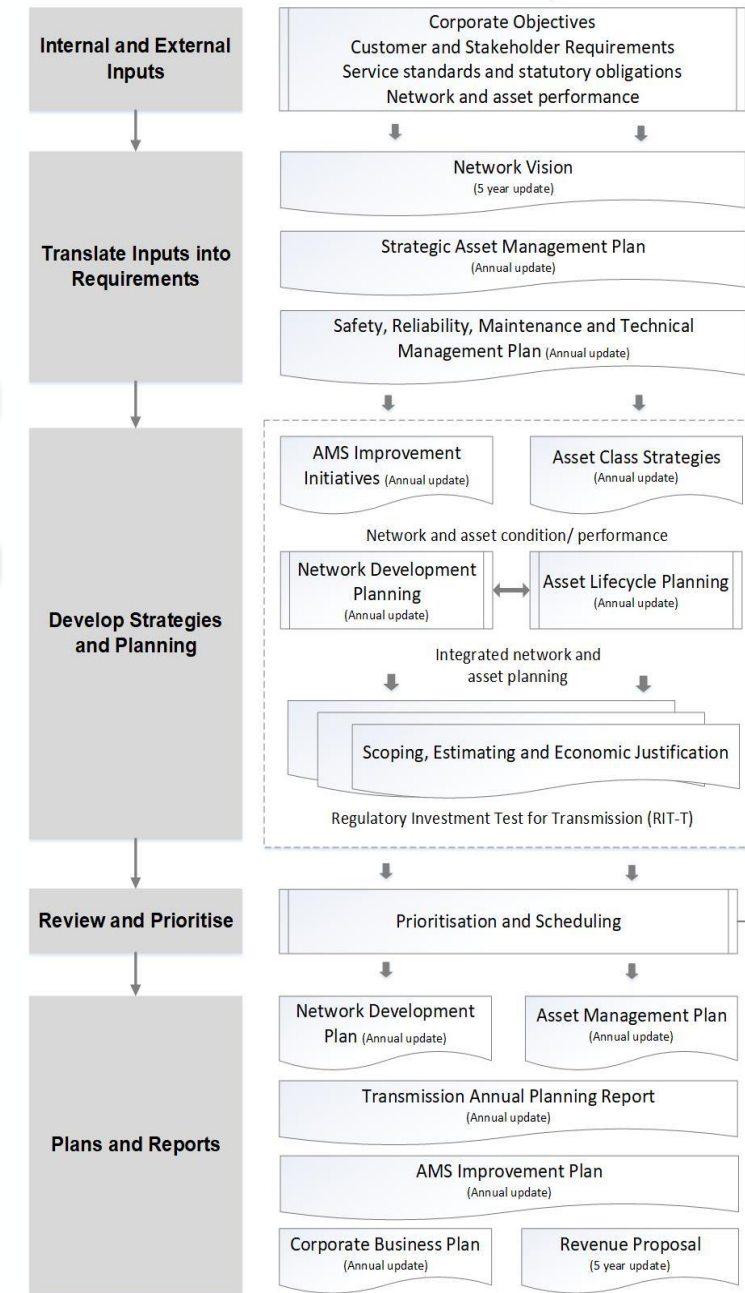 Internal and External
Inputs
Corporate Objectives
Customer and Stakeholder Requirements
Service standards and statutory obligations
Network and asset performance
Translate Inputs into
Requirements
Network Vision
(5 year update)
Strategic Asset Management Plan
(Annual update)
Safety, Reliability, Maintenance and Technical
Management Plan (Annual update)
Develop Strategies
and Planning
AMS Improvement
Initiatives (Annual update)
Asset Class Strategies
(Annual update)
Network and asset condition/ performance
Network Development
Planning
(Annual update)
Asset Lifecycle Planning
(Annual update)
Integrated network and
asset planning
Scoping, Estimating and Economic Justification
Regulatory Investment Test for Transmission (RIT-T)
Review and Prioritise
Prioritisation and Scheduling
Plans and Reports
Network Development
Plan (Annual update)
Asset Management Plan
(Annual update)
Transmission Annual Planning Report
(Annual update)
AMS Improvement Plan
(Annual update)
Corporate Business Plan
(Annual update)
Revenue Proposal
(5 year update)